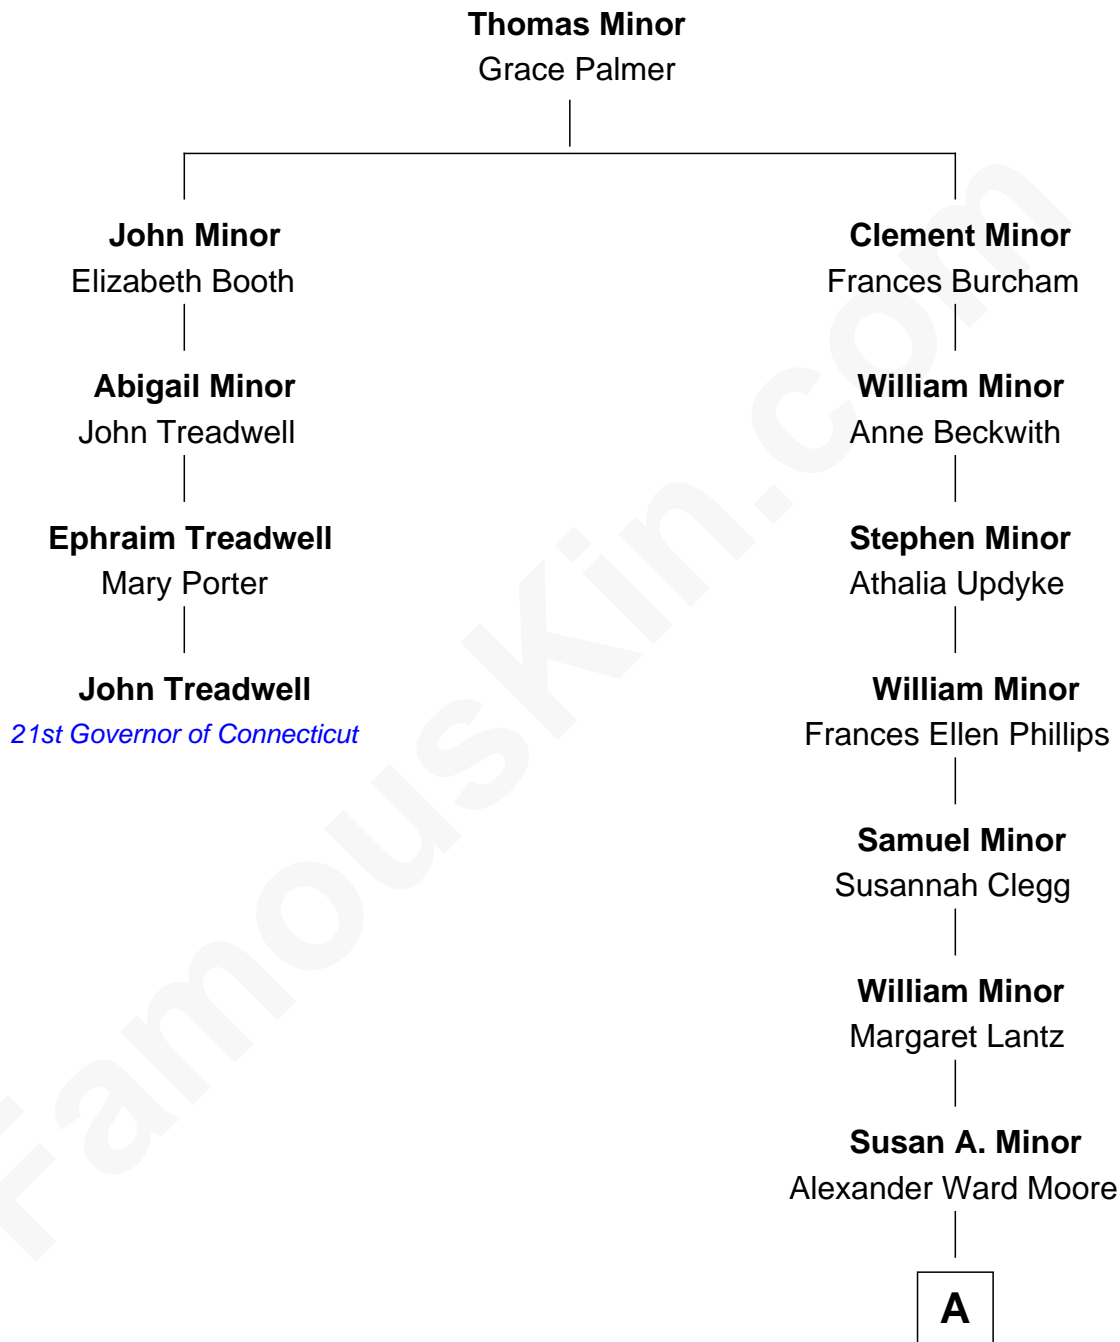 Thomas Minor
Grace Palmer
John Minor
Elizabeth Booth
Abigail Minor
John Treadwell
Ephraim Treadwell
Mary Porter
John Treadwell
21st Governor of Connecticut
Clement Minor
Frances Burcham
William Minor
Anne Beckwith
Stephen Minor
Athalia Updyke
William Minor
Frances Ellen Phillips
Samuel Minor
Susannah Clegg
William Minor
Margaret Lantz
Susan A. Minor
Alexander Ward Moore
A
FamousKin.com